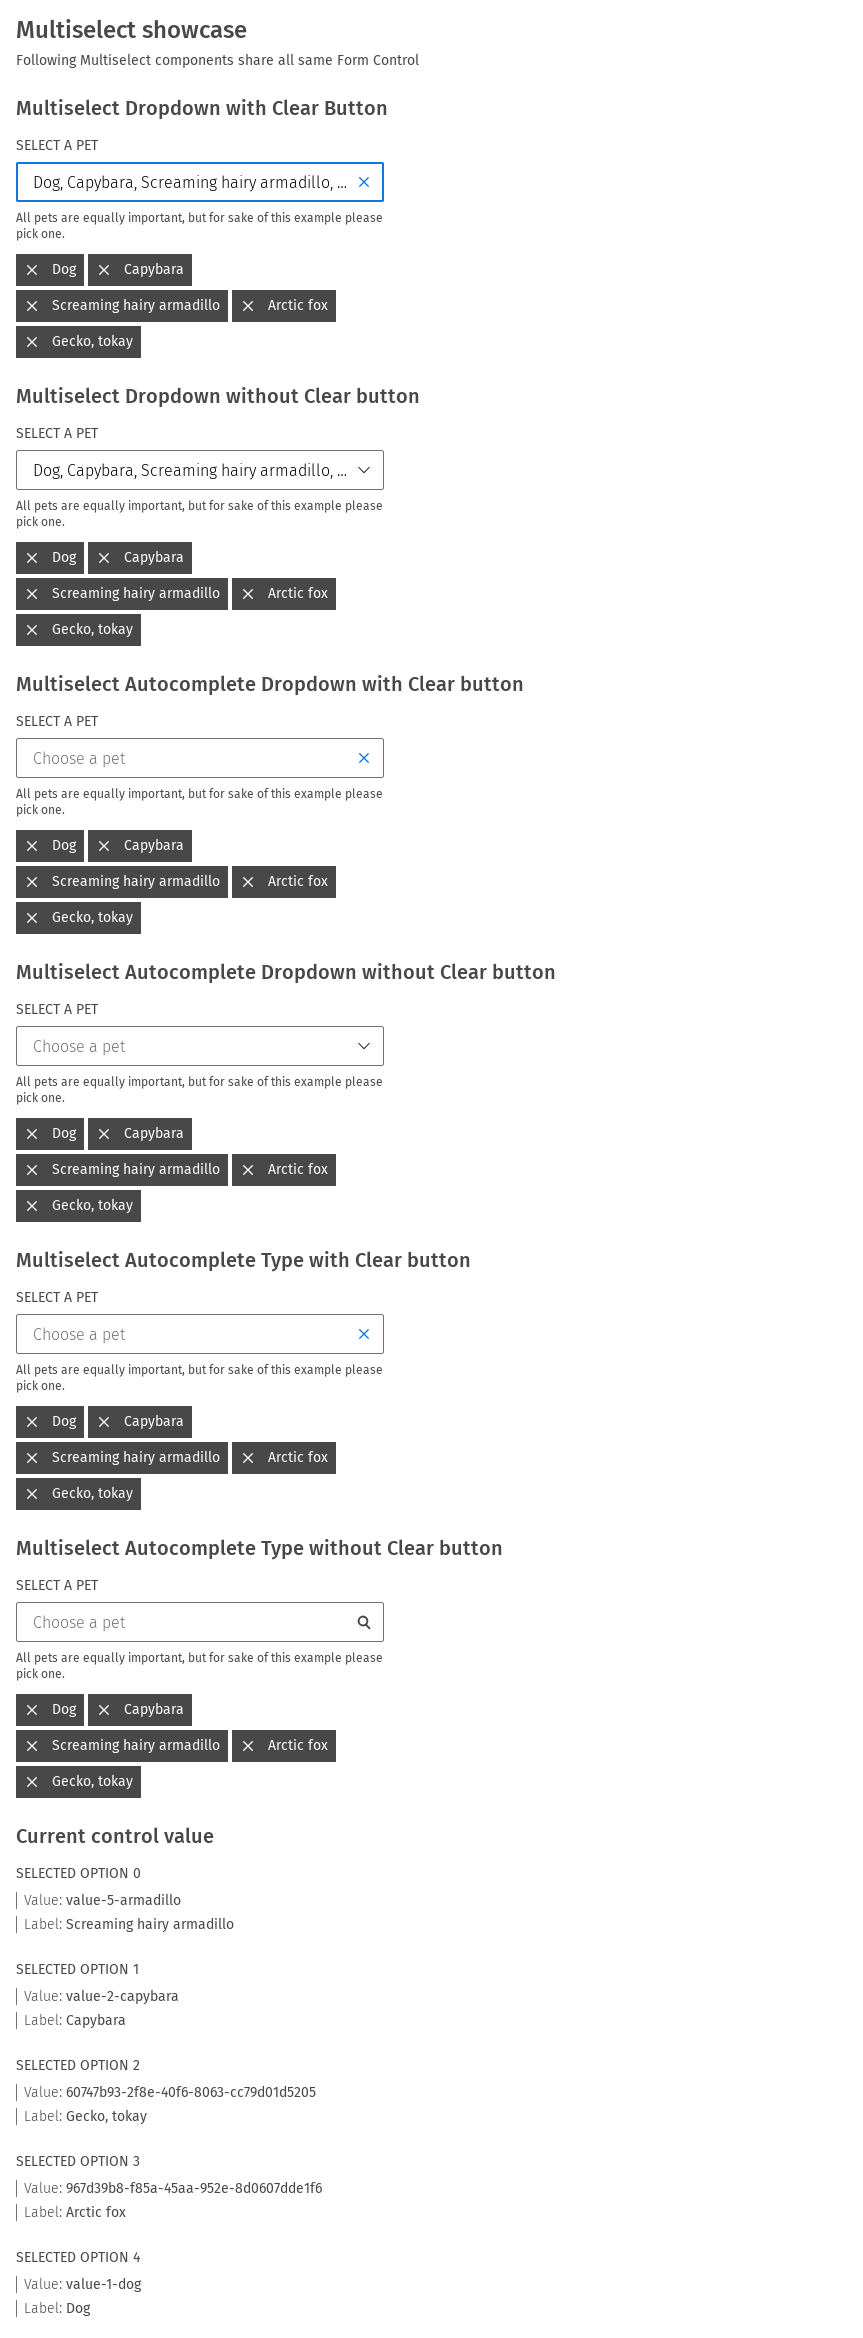 Multiselect showcase
Following Multiselect components share all same Form Control
Multiselect Dropdown with Clear Button
SELECT A PET
Dog, Capybara, Screaming hairy armadillo, ...
All pets are equally important, but for sake of this example please
pick one.
Dog Capybara
Screaming hairy armadillo Arctic fox
Gecko, tokay
Multiselect Dropdown without Clear button
SELECT A PET
Dog, Capybara, Screaming hairy armadillo, ...
All pets are equally important, but for sake of this example please
pick one.
Dog Capybara
Screaming hairy armadillo Arctic fox
Gecko, tokay
Multiselect Autocomplete Dropdown with Clear button
SELECT A PET
Choose a pet
All pets are equally important, but for sake of this example please
pick one.
Dog Capybara
Screaming hairy armadillo Arctic fox
Gecko, tokay
Multiselect Autocomplete Dropdown without Clear button
SELECT A PET
Choose a pet
All pets are equally important, but for sake of this example please
pick one.
Dog Capybara
Screaming hairy armadillo Arctic fox
Gecko, tokay
Multiselect Autocomplete Type with Clear button
SELECT A PET
Choose a pet
All pets are equally important, but for sake of this example please
pick one.
Dog Capybara
Screaming hairy armadillo Arctic fox
Gecko, tokay
Multiselect Autocomplete Type without Clear button
SELECT A PET
Choose a pet
All pets are equally important, but for sake of this example please
pick one.
Dog Capybara
Screaming hairy armadillo Arctic fox
Gecko, tokay
Current control value
SELECTED OPTION 0
Value: value-5-armadillo
Label: Screaming hairy armadillo
SELECTED OPTION 1
Value: value-2-capybara
Label: Capybara
SELECTED OPTION 2
Value: 60747b93-2f8e-40f6-8063-cc79d01d5205
Label: Gecko, tokay
SELECTED OPTION 3
Value: 967d39b8-f85a-45aa-952e-8d0607dde1f6
Label: Arctic fox
SELECTED OPTION 4
Value: value-1-dog
Label: Dog